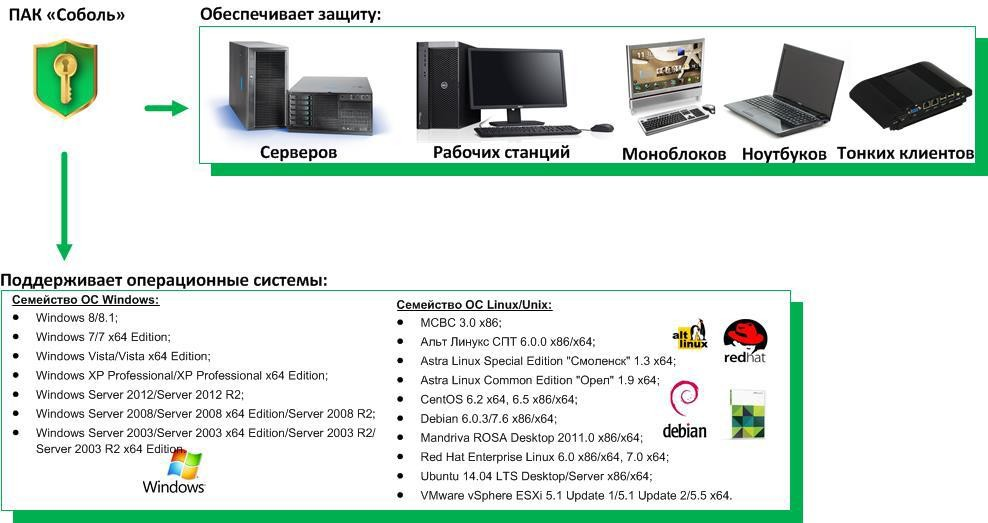 ПАК «Соболь»
Обеспечивает защиту:
Серверов
Рабочих станций
Моноблоков
Ноутбуков
Тонких клиентов
Поддерживает операционные системы:
Семейство ОС Windows:
Windows 8/8.1;
Windows 7/7 x64 Edition;
Windows Vista/Vista x64 Edition;
Windows XP Professional/XP Professional x64 Edition;
Windows Server 2012/Server 2012 R2;
Windows Server 2008/Server 2008 x64 Edition/Server 2008 R2;
Windows Server 2003/Server 2003 x64 Edition/Server 2003 R2/
Server 2003 R2 x64 Edition.
Windows
Семейство ОС Linux/Unix:
МСВС 3.0 x86;
Альт Линукс СПТ 6.0.0 x86/x64;
Astra Linux Special Edition "Смоленск" 1.3 x64;
Astra Linux Common Edition "Орел" 1.9 x64;
CentOS 6.2 x64, 6.5 x86/x64;
Debian 6.0.3/7.6 x86/x64;
Mandriva ROSA Desktop 2011.0 x86/x64;
Red Hat Enterprise Linux 6.0 x86/x64, 7.0 x64;
Ubuntu 14.04 LTS Desktop/Server x86/x64;
VMware vSphere ESXi 5.1 Update 1/5.1 Update 2/5.5 x64.
alt
linux
redhat
debian